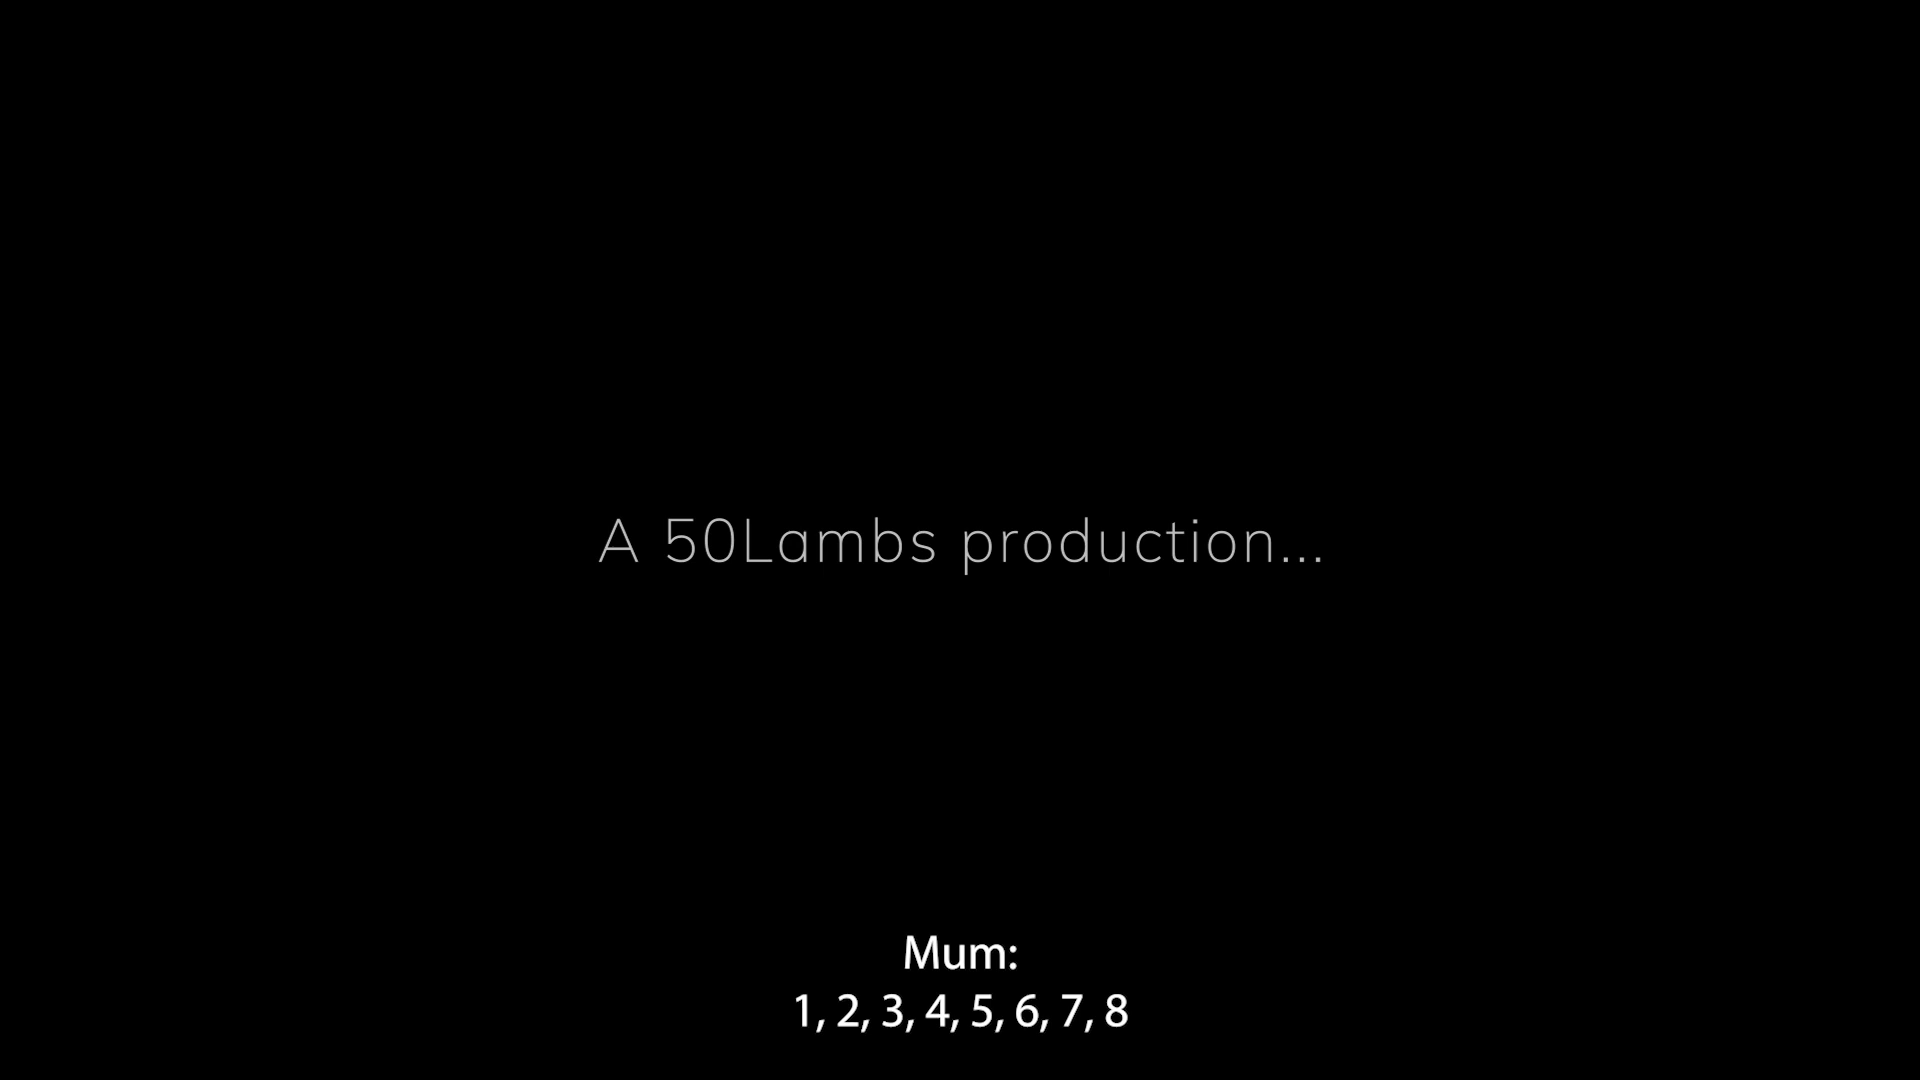 A 50Lambs production...
Mum:
1, 2, 3, 4, 5, 6, 7, 8